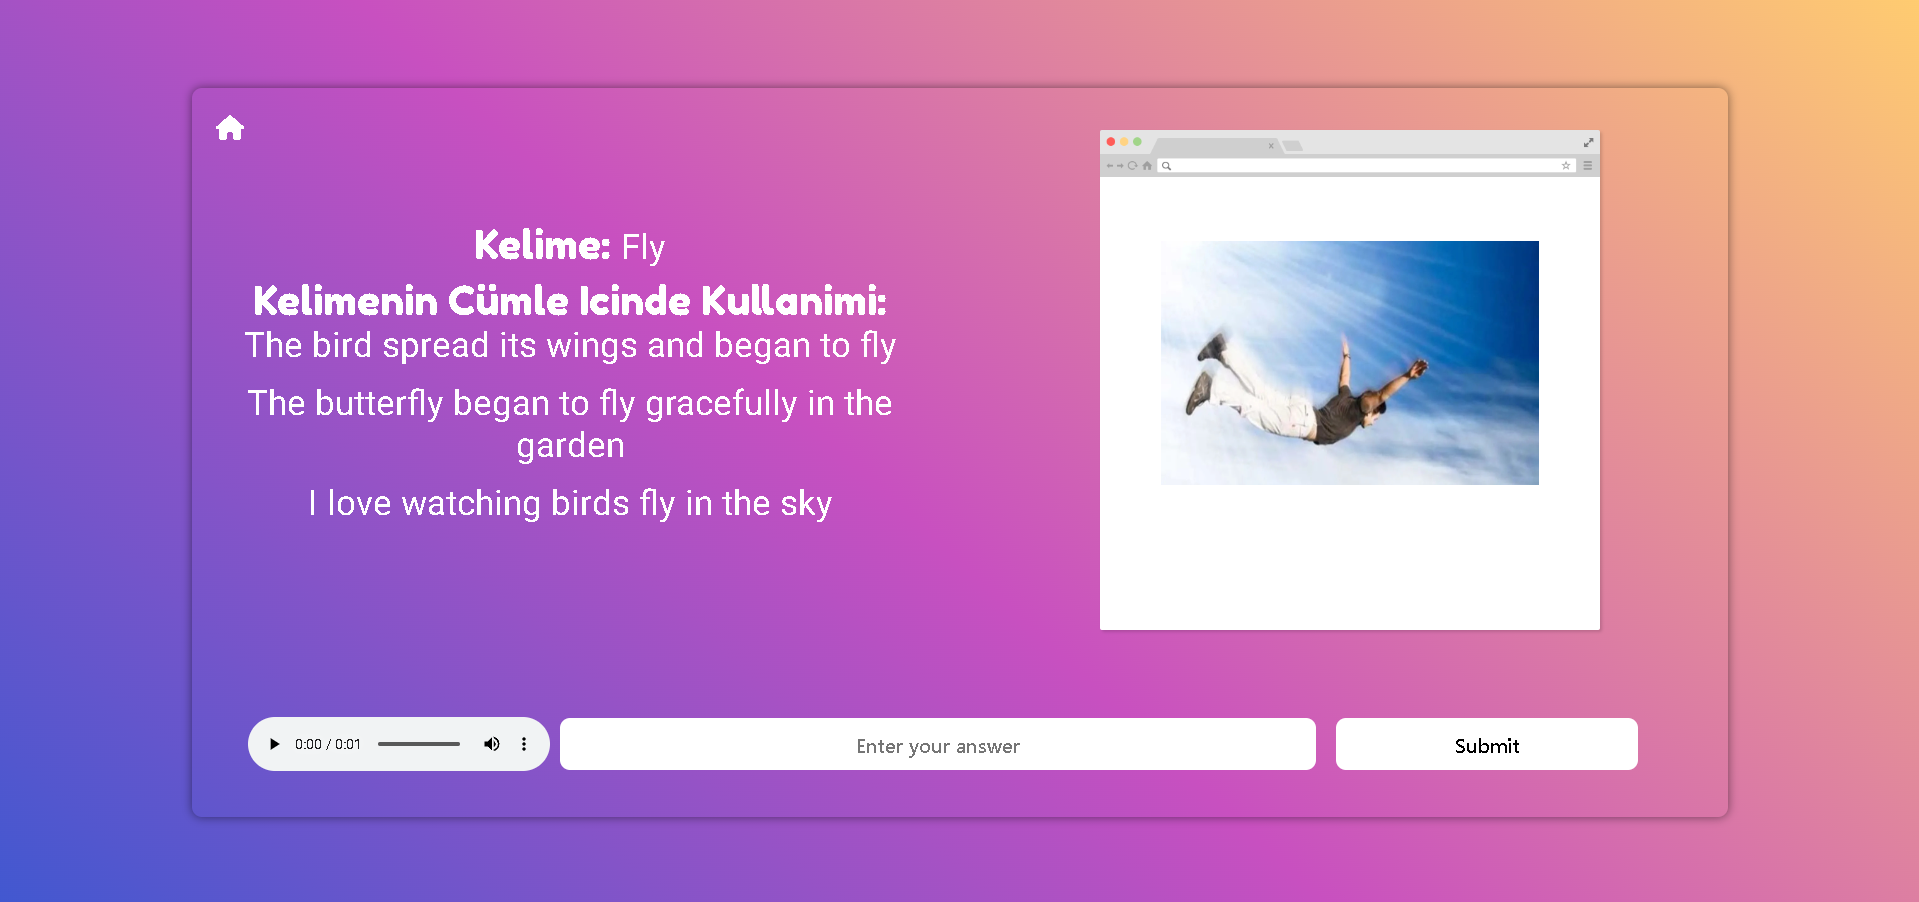 Kelime: Fly
Kelimenin Cümle Icinde Kullanimi:
The bird spread its wings and began to fly
The butterfly began to fly gracefully in the
garden
I love watching birds fly in the sky
0:00 / 0:01
Enter your answer
Submit